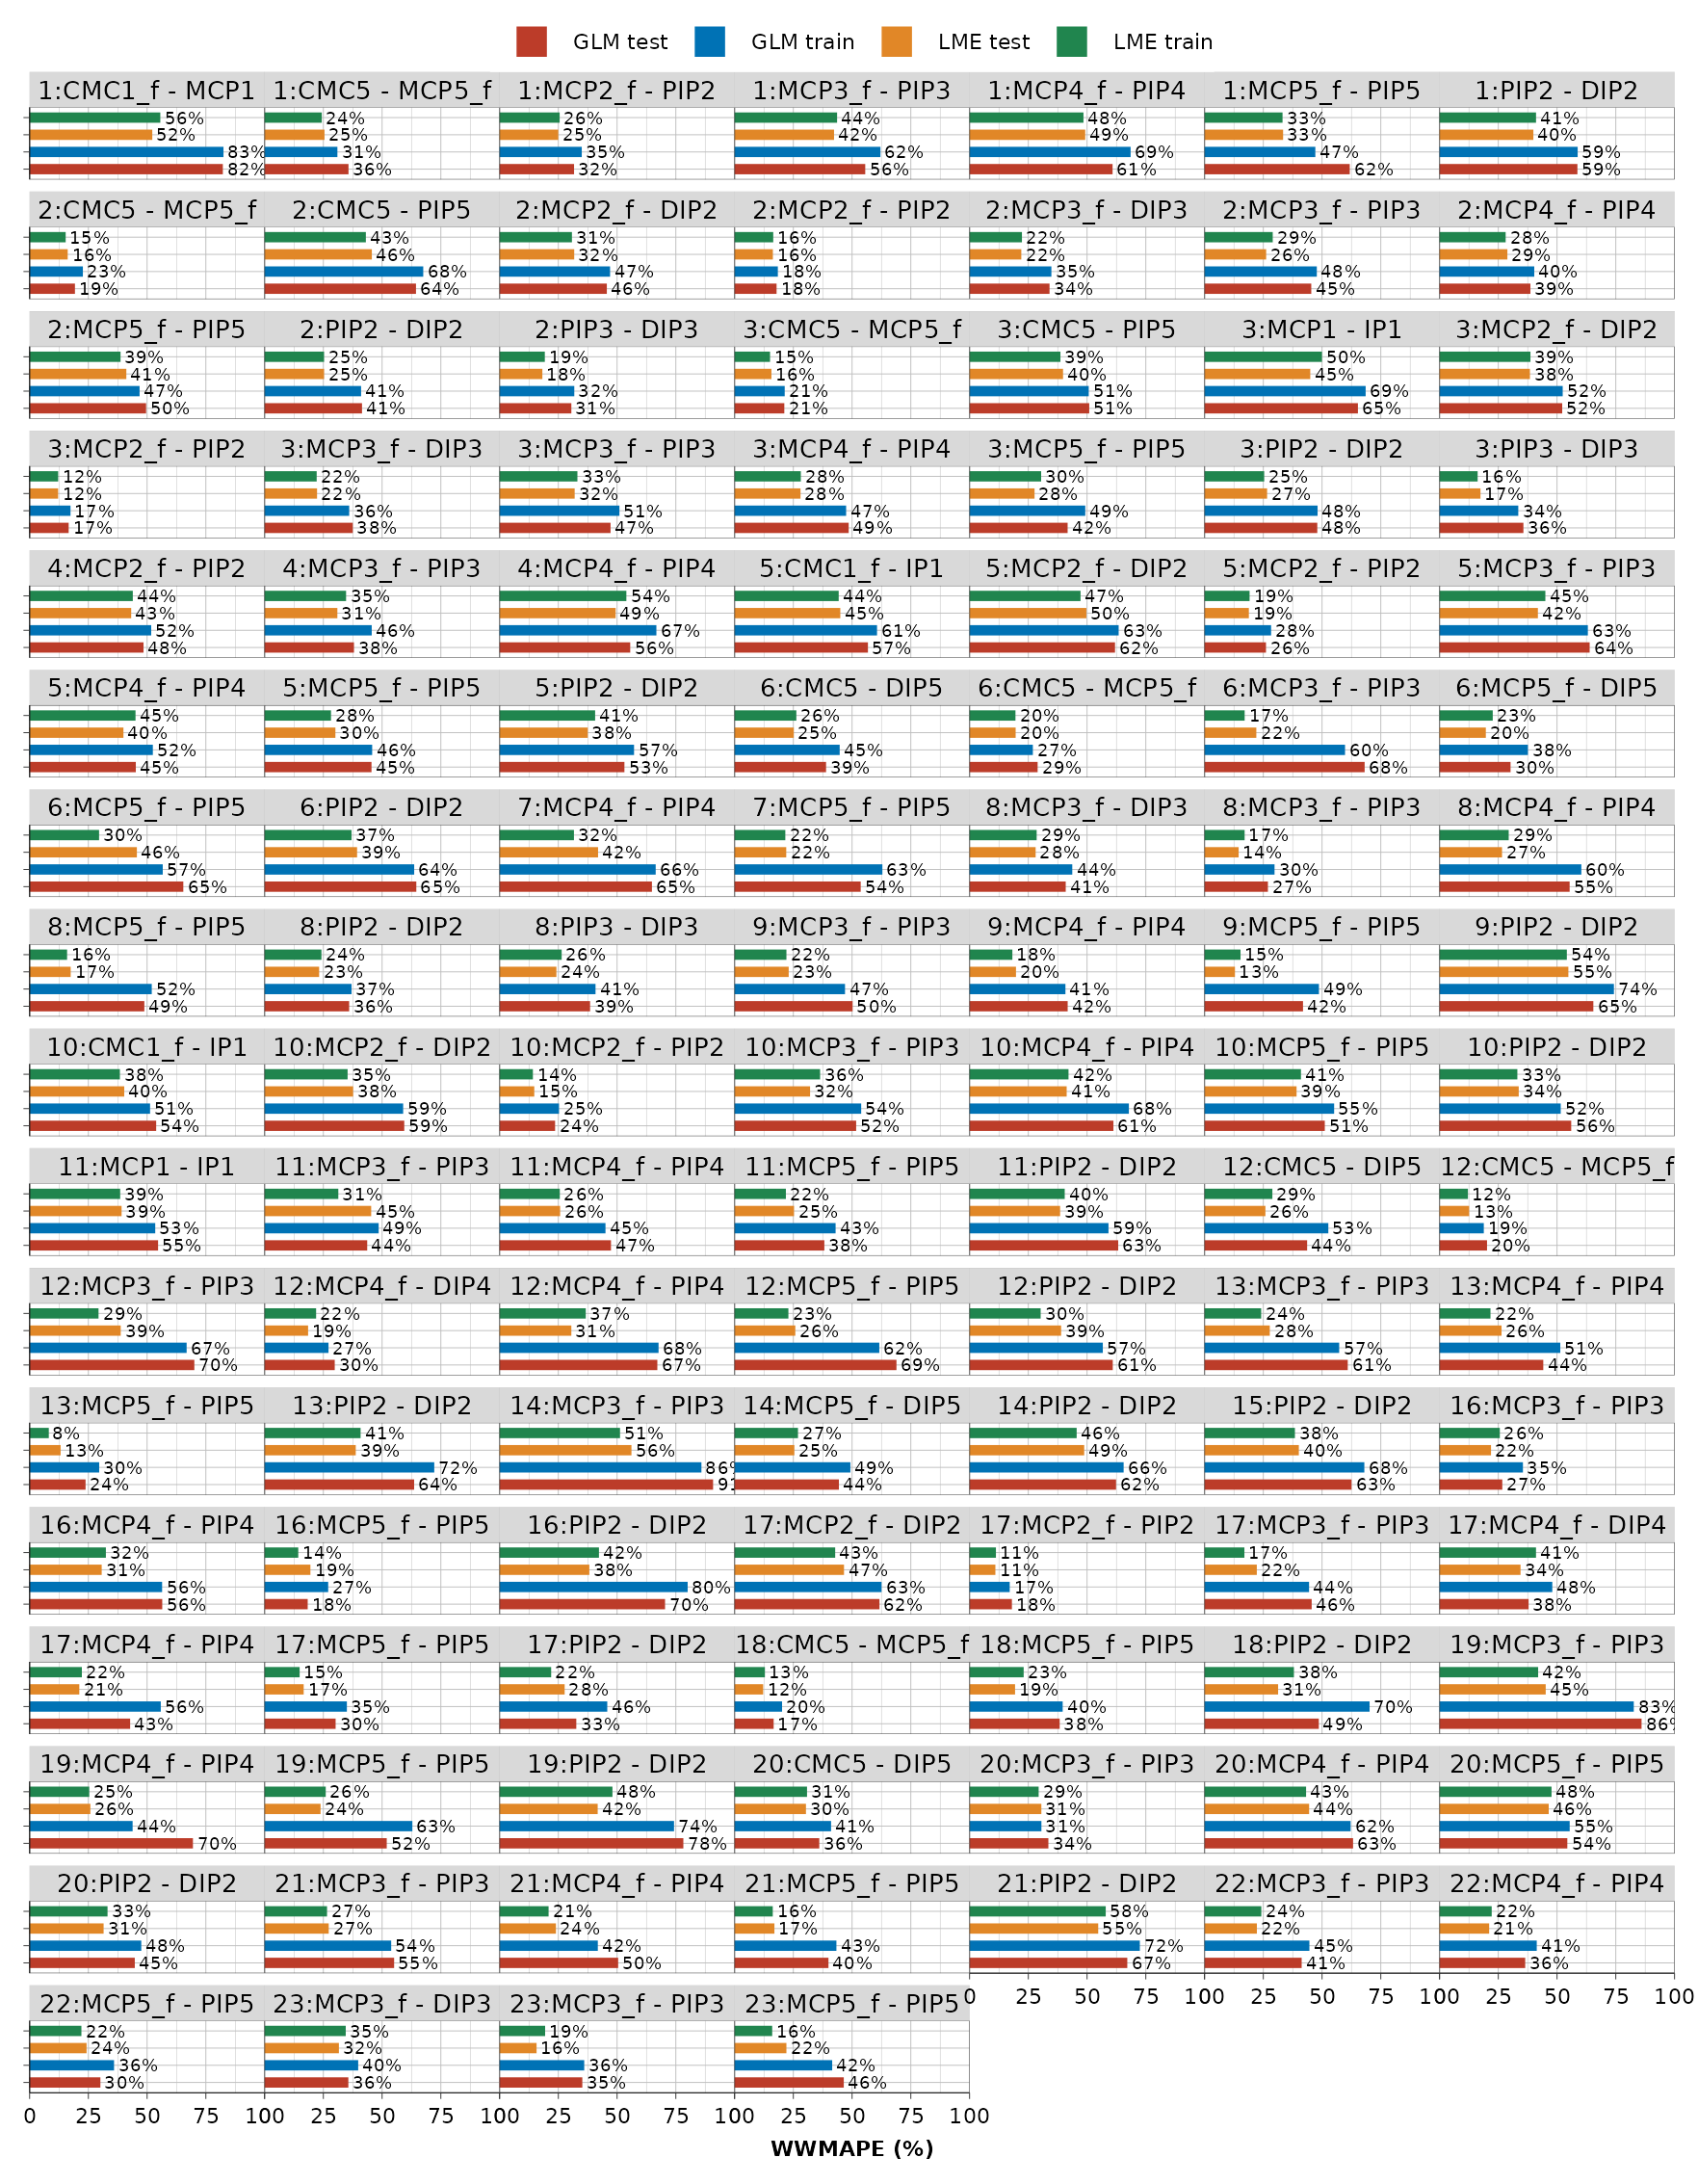 GLM test GLM train LME test LME train
1:CMC1_f - MCP1 1:CMC5 - MCP5_f 1:MCP2_f - PIP2 1:MCP3_f - PIP3 1:MCP4_f - PIP4 1:MCP5_f - PIP5 1:PIP2 - DIP2
56% 24% 26% 44% 48% 33% 41%
52% 25% 25% 42% 49% 33% 40%
83% 31% 35% 62% 69% 47% 59%
82% 36% 32% 56% 61% 62% 59%
2:CMC5 - MCP5_f 2:CMC5 - PIP5 2:MCP2_f - DIP2 2:MCP2_f - PIP2 2:MCP3_f - DIP3 2:MCP3_f - PIP3 2:MCP4_f - PIP4
15% 43% 31% 16% 22% 29% 28%
16% 46% 32% 16% 22% 26% 29%
23% 68% 47% 18% 35% 48% 40%
19% 64% 46% 18% 34% 45% 39%
2:MCP5_f - PIP5 2:PIP2 - DIP2 2:PIP3 - DIP3 3:CMC5 - MCP5_f 3:CMC5 - PIP5 3:MCP1 - IP1 3:MCP2_f - DIP2
39% 25% 19% 15% 39% 50% 39%
41% 25% 18% 16% 40% 45% 38%
47% 41% 32% 21% 51% 69% 52%
50% 41% 31% 21% 51% 65% 52%
3:MCP2_f - PIP2 3:MCP3_f - DIP3 3:MCP3_f - PIP3 3:MCP4_f - PIP4 3:MCP5_f - PIP5 3:PIP2 - DIP2 3:PIP3 - DIP3
12% 22% 33% 28% 30% 25% 16%
12% 22% 32% 28% 28% 27% 17%
17% 36% 51% 47% 49% 48% 34%
17% 38% 47% 49% 42% 48% 36%
4:MCP2_f - PIP2 4:MCP3_f - PIP3 4:MCP4_f - PIP4 5:CMC1_f - IP1 5:MCP2_f - DIP2 5:MCP2_f - PIP2 5:MCP3_f - PIP3
44% 35% 54% 44% 47% 19% 45%
43% 31% 49% 45% 50% 19% 42%
52% 46% 67% 61% 63% 28% 63%
48% 38% 56% 57% 62% 26% 64%
5:MCP4_f - PIP4 5:MCP5_f - PIP5 5:PIP2 - DIP2 6:CMC5 - DIP5 6:CMC5 - MCP5_f 6:MCP3_f - PIP3 6:MCP5_f - DIP5
45% 28% 41% 26% 20% 17% 23%
40% 30% 38% 25% 20% 22% 20%
52% 46% 57% 45% 27% 60% 38%
45% 45% 53% 39% 29% 68% 30%
6:MCP5_f - PIP5 6:PIP2 - DIP2 7:MCP4_f - PIP4 7:MCP5_f - PIP5 8:MCP3_f - DIP3 8:MCP3_f - PIP3 8:MCP4_f - PIP4
30% 37% 32% 22% 29% 17% 29%
46% 39% 42% 22% 28% 14% 27%
57% 64% 66% 63% 44% 30% 60%
65% 65% 65% 54% 41% 27% 55%
8:MCP5_f - PIP5 8:PIP2 - DIP2 8:PIP3 - DIP3 9:MCP3_f - PIP3 9:MCP4_f - PIP4 9:MCP5_f - PIP5 9:PIP2 - DIP2
16% 24% 26% 22% 18% 15% 54%
17% 23% 24% 23% 20% 13% 55%
52% 37% 41% 47% 41% 49% 74%
49% 36% 39% 50% 42% 42% 65%
10:CMC1_f - IP1 10:MCP2_f - DIP2 10:MCP2_f - PIP2 10:MCP3_f - PIP3 10:MCP4_f - PIP4 10:MCP5_f - PIP5 10:PIP2 - DIP2
38% 35% 14% 36% 42% 41% 33%
40% 38% 15% 32% 41% 39% 34%
51% 59% 25% 54% 68% 55% 52%
54% 59% 24% 52% 61% 51% 56%
11:MCP1 - IP1 11:MCP3_f - PIP3 11:MCP4_f - PIP4 11:MCP5_f - PIP5 11:PIP2 - DIP2 12:CMC5 - DIP5 12:CMC5 - MCP5_f
39% 31% 26% 22% 40% 29% 12%
39% 45% 26% 25% 39% 26% 13%
53% 49% 45% 43% 59% 53% 19%
55% 44% 47% 38% 63% 44% 20%
12:MCP3_f - PIP3 12:MCP4_f - DIP4 12:MCP4_f - PIP4 12:MCP5_f - PIP5 12:PIP2 - DIP2 13:MCP3_f - PIP3 13:MCP4_f - PIP4
29% 22% 37% 23% 30% 24% 22%
39% 19% 31% 26% 39% 28% 26%
67% 27% 68% 62% 57% 57% 51%
70% 30% 67% 69% 61% 61% 44%
13:MCP5_f - PIP5 13:PIP2 - DIP2 14:MCP3_f - PIP3 14:MCP5_f - DIP5 14:PIP2 - DIP2 15:PIP2 - DIP2 16:MCP3_f - PIP3
8% 41% 51% 27% 46% 38% 26%
13% 39% 56% 25% 49% 40% 22%
30% 72% 86% 49% 66% 68% 35%
24% 64% 91 44% 62% 63% 27%
16:MCP4_f - PIP4 16:MCP5_f - PIP5 16:PIP2 - DIP2 17:MCP2_f - DIP2 17:MCP2_f - PIP2 17:MCP3_f - PIP3 17:MCP4_f - DIP4
32% 14% 42% 43% 11% 17% 41%
31% 19% 38% 47% 11% 22% 34%
56% 27% 80% 63% 17% 44% 48%
56% 18% 70% 62% 18% 46% 38%
17:MCP4_f - PIP4 17:MCP5_f - PIP5 17:PIP2 - DIP2 18:CMC5 - MCP5_f 18:MCP5_f - PIP5 18:PIP2 - DIP2 19:MCP3_f - PIP3
22% 15% 22% 13% 23% 38% 42%
21% 17% 28% 12% 19% 31% 45%
56% 35% 46% 20% 40% 70% 83%
43% 30% 33% 17% 38% 49% 86%
19:MCP4_f - PIP4 19:MCP5_f - PIP5 19:PIP2 - DIP2 20:CMC5 - DIP5 20:MCP3_f - PIP3 20:MCP4_f - PIP4 20:MCP5_f - PIP5
25% 26% 48% 31% 29% 43% 48%
26% 24% 42% 30% 31% 44% 46%
44% 63% 74% 41% 31% 62% 55%
70% 52% 78% 36% 34% 63% 54%
20:PIP2 - DIP2 21:MCP3_f - PIP3 21:MCP4_f - PIP4 21:MCP5_f - PIP5 21:PIP2 - DIP2 22:MCP3_f - PIP3 22:MCP4_f - PIP4
33% 27% 21% 16% 58% 24% 22%
31% 27% 24% 17% 55% 22% 21%
48% 54% 42% 43% 72% 45% 41%
45% 55% 50% 40% 67% 41% 36%
0 25 50 75 100 25 50 75 100 25 50 75 100
22:MCP5_f - PIP5 23:MCP3_f - DIP3 23:MCP3_f - PIP3 23:MCP5_f - PIP5
22% 35% 19% 16%
24% 32% 16% 22%
36% 40% 36% 42%
30% 36% 35% 46%
0 25 50 75 100 25 50 75 100 25 50 75 100 25 50 75 100
WWMAPE (%)